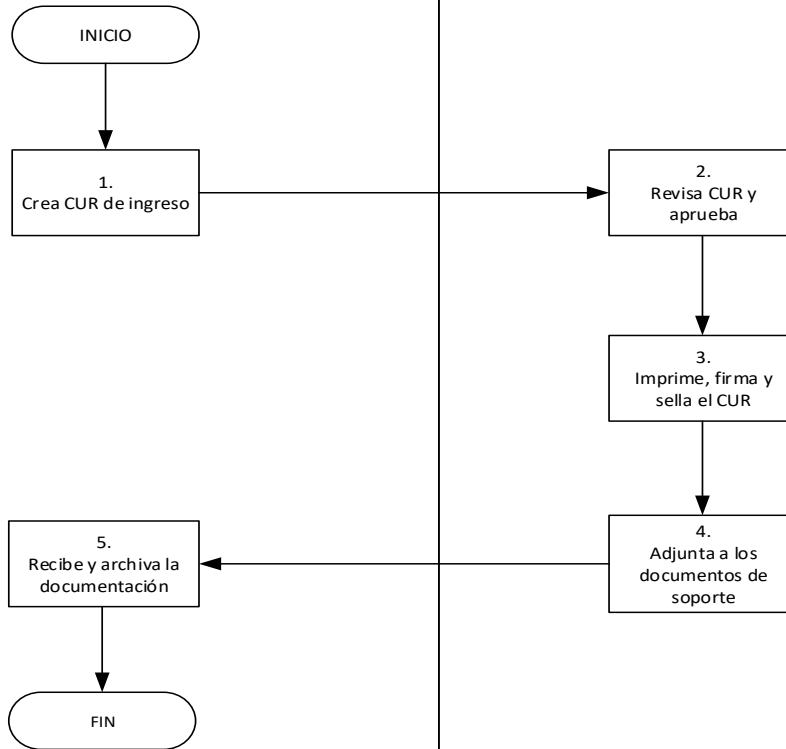 INICIO
1.
Crea CUR de ingreso
2.
Revisa CUR y
aprueba
3.
Imprime, firma y
sella el CUR
4.
Adjunta a los
documentos de
soporte
5.
Recibe y archiva la
documentación
FIN